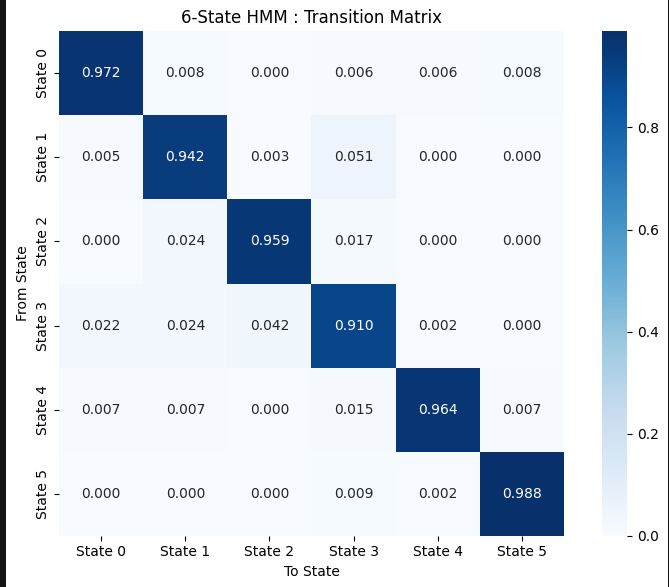 6-State HMM : Transition Matrix
From State
State 0 0.972 0.008 0.000 0.006 0.006 0.008
State 1 0.005 0.942 0.003 0.051 0.000 0.000
State 2 0.000 0.024 0.959 0.017 0.000 0.000
State 3 0.022 0.024 0.042 0.910 0.002 0.000
State 4 0.007 0.007 0.000 0.015 0.964 0.007
State 5 0.000 0.000 0.000 0.009 0.002 0.988
State 0 State 1 State 2 State 3 State 4 State 5
To State
0.8
0.6
0.4
0.2
0.0